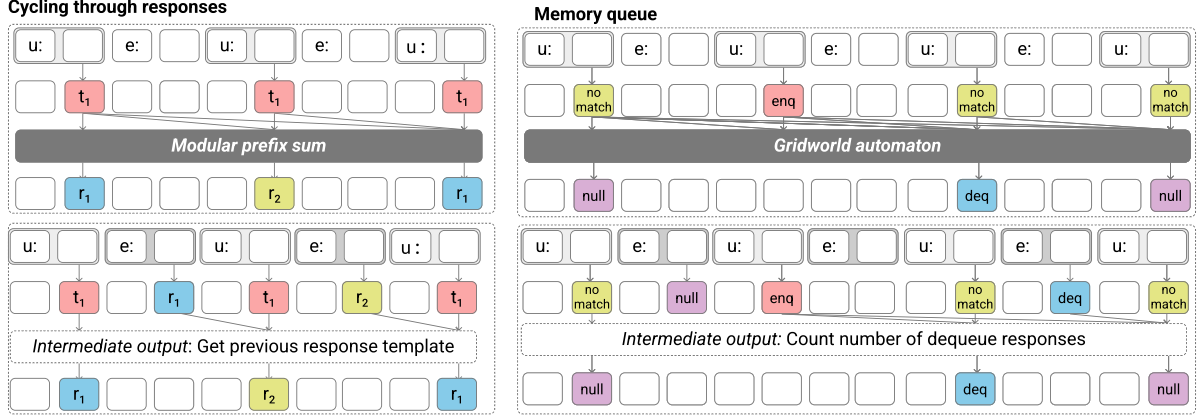 Cycling through responses
u: e: u: e: u:
t₁ t₁ t₁
Modular prefix sum
r₁ r₂ r₁
u: e: u: e: u:
t₁ r₁ t₁ r₂ t₁
Intermediate output: Get previous response template
r₁ r₂ r₁
Memory queue
u: e: u: e: u: e: u:
no match enq no match no match
Gridworld automaton
null deq null
u: e: u: e: u: e: u:
no match null enq no match deq no match
Intermediate output: Count number of dequeue responses
null deq null